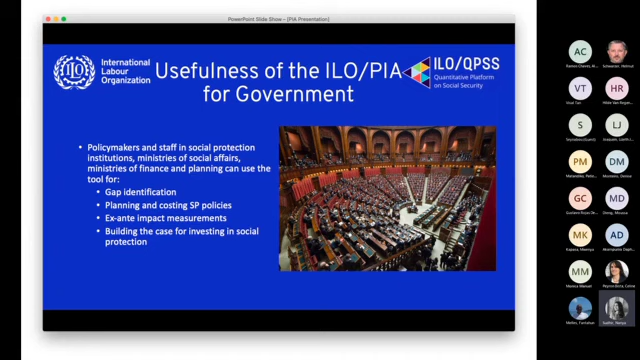 PowerPoint Slide Show - [PIA Presentation]
International
Labour
Organization
Usefulness of the ILO/PIA
for Government
ILO/QPSS
Quantitative Platform
on Social Security
• Policymakers and staff in social protection
institutions, ministries of social affairs,
ministries of finance and planning can use the
tool for:
• Gap identification
• Planning and costing SP policies
• Ex-ante impact measurements
• Building the case for investing in social
protection
AC
VT
HR
S
LJ
PM
DM
GC
MD
MK
AD
MM